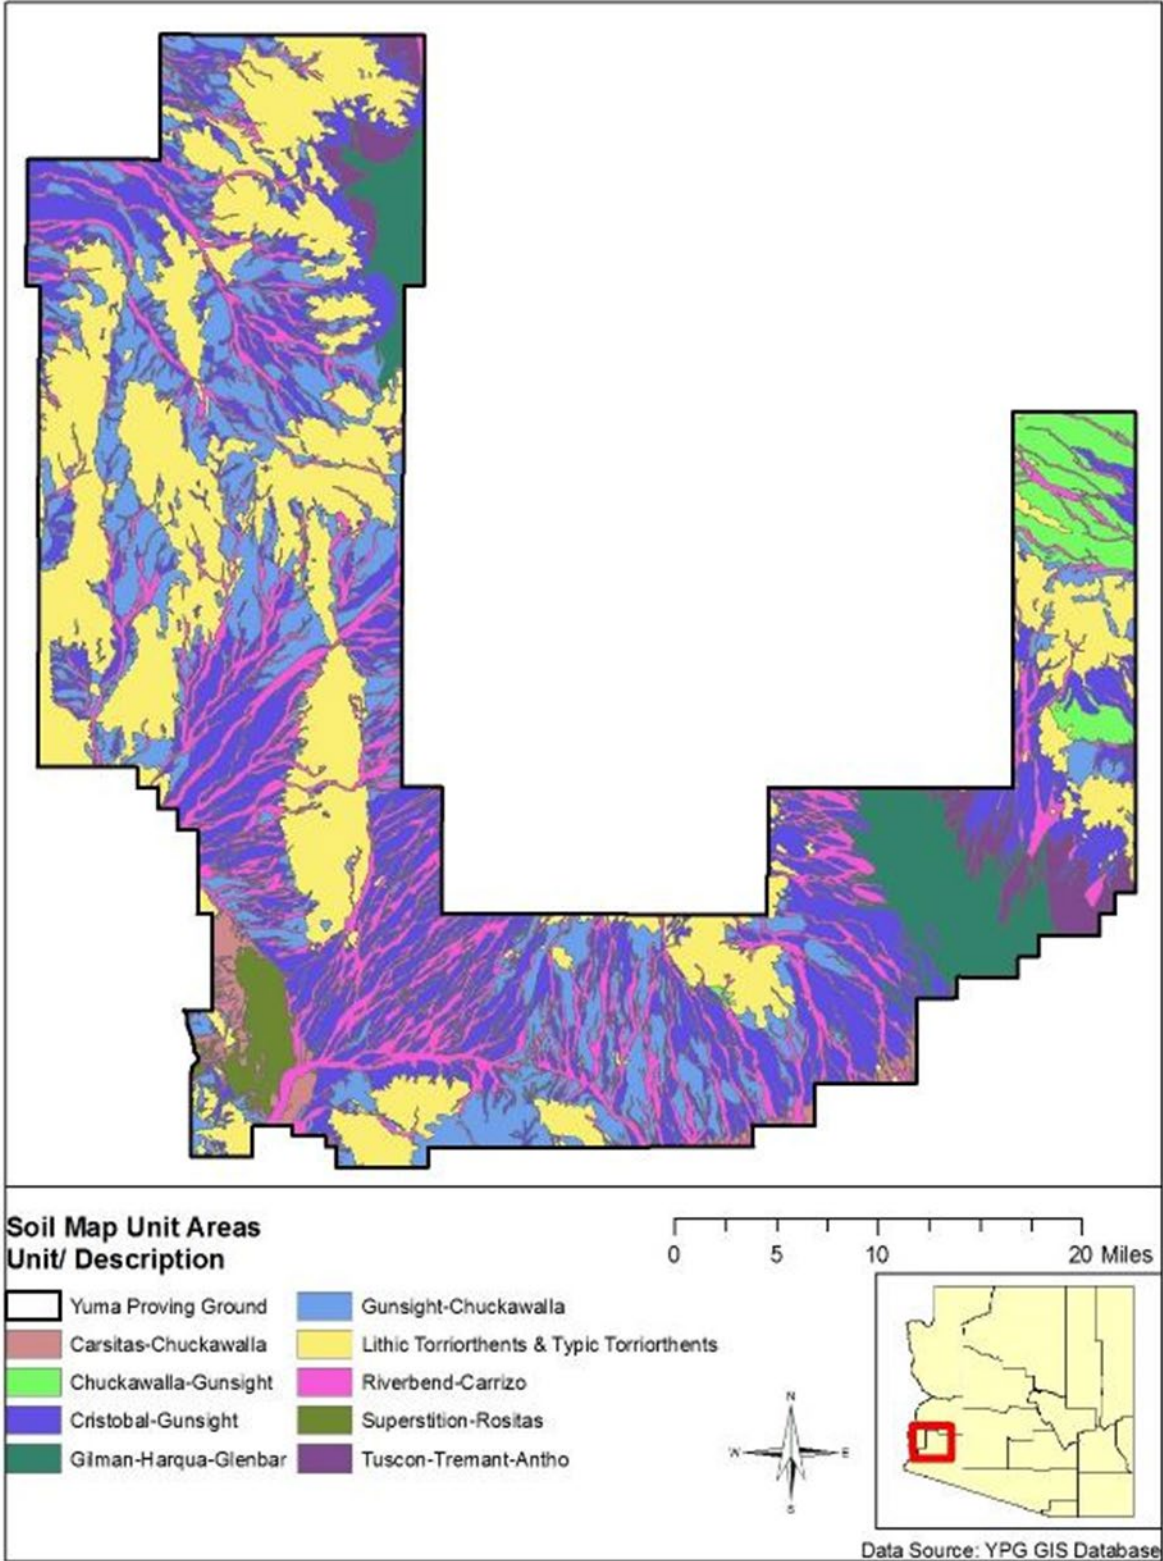 Soil Map Unit Areas
Unit/ Description
0 5 10 20 Miles
Yuma Proving Ground
Carsitas-Chuckawalla
Chuckawalla-Gunsight
Cristobal-Gunsight
Gilman-Harqua-Glenbar
Gunsight-Chuckawalla
Lithic Torriorthents & Typic Torriorthents
Riverbend-Carrizo
Superstition-Rositas
Tuscon-Tremant-Antho
N
W E
S
Data Source: YPG GIS Database